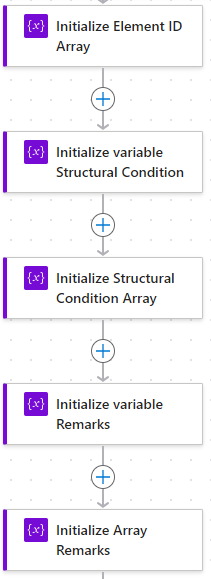 {x} Initialize Element ID
Array
{x} Initialize variable
Structural Condition
{x} Initialize Structural
Condition Array
{x} Initialize variable
Remarks
{x} Initialize Array
Remarks